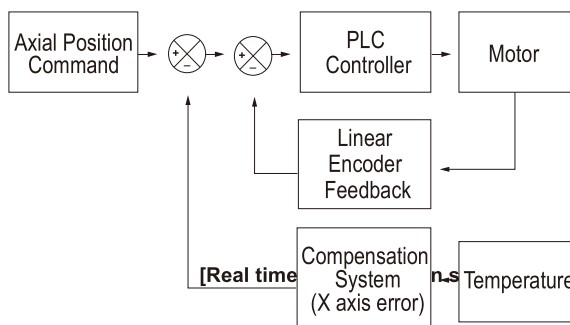 Axial Position
Command
+
−
+
−
PLC
Controller
Motor
Linear
Encoder
Feedback
Compensation
System
(X axis error)
[Real time
n.s
Temperature